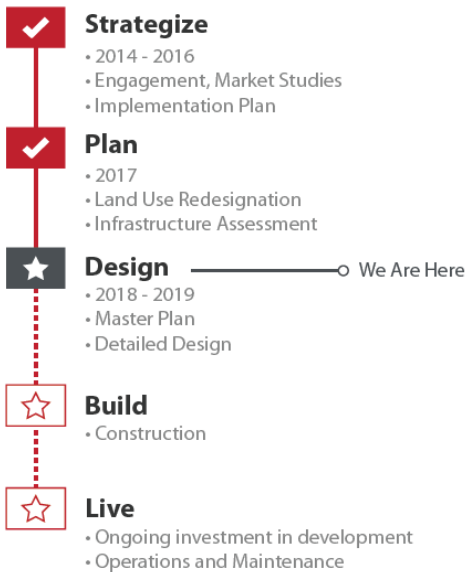 Strategize
• 2014 - 2016
• Engagement, Market Studies
• Implementation Plan
Plan
• 2017
• Land Use Redesignation
• Infrastructure Assessment
Design We Are Here
• 2018 - 2019
• Master Plan
• Detailed Design
Build
• Construction
Live
• Ongoing investment in development
• Operations and Maintenance